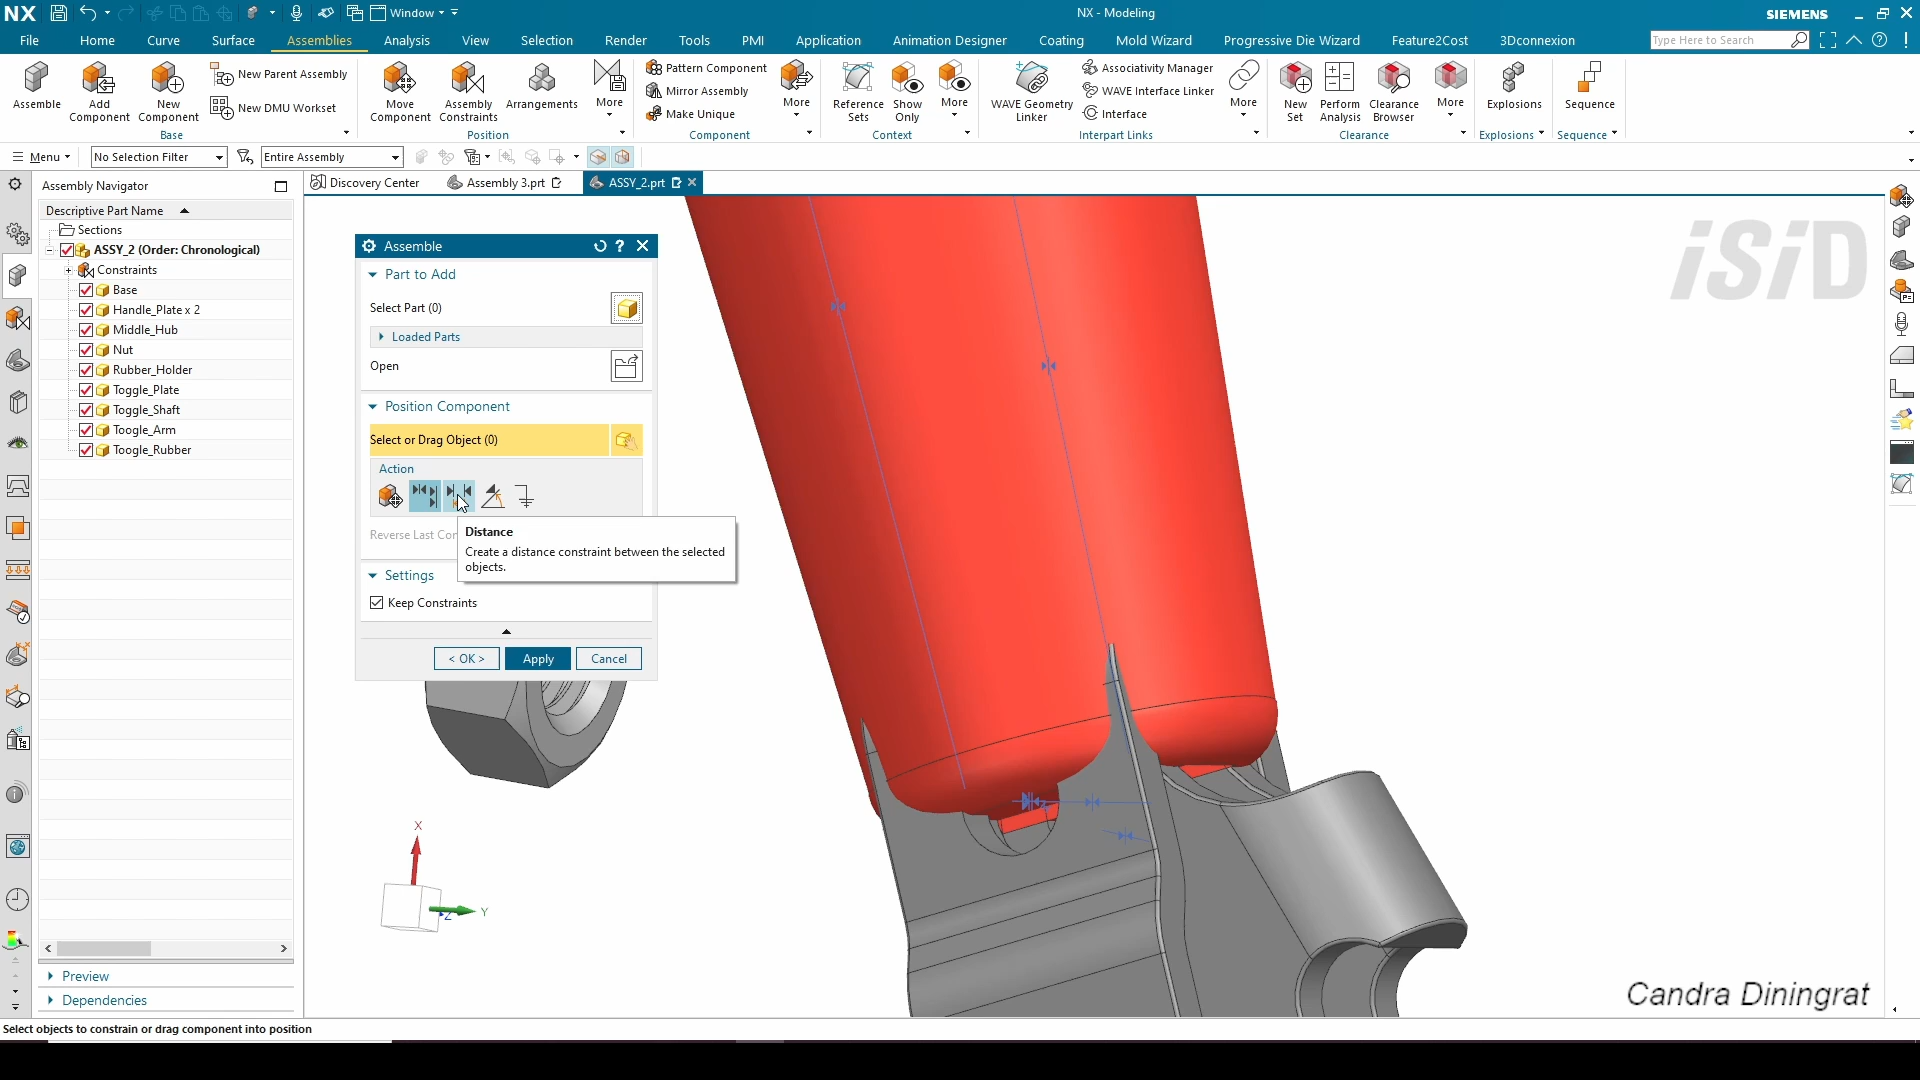 NX
Window
NX - Modeling
SIEMENS
File
Home
Curve
Surface
Assemblies
Analysis
View
Selection
Render
Tools
PMI
Application
Animation Designer
Coating
Mold Wizard
Progressive Die Wizard
Feature2Cost
3Dconnexion
Type Here to Search
Assemble
Add Component
New Component
New Parent Assembly
New DMU Workset
Base
Move Component
Assembly Constraints
Arrangements
More
Position
Pattern Component
Mirror Assembly
Make Unique
More
Component
Reference Sets
Show Only
More
Context
WAVE Geometry Linker
Associativity Manager
WAVE Interface Linker
Interface
More
Interpart Links
New Set
Perform Analysis
Clearance Browser
More
Clearance
Explosions
Explosions
Sequence
Sequence
Menu
No Selection Filter
Entire Assembly
Assembly Navigator
Discovery Center
Assembly 3.prt
ASSY_2.prt
Descriptive Part Name
Sections
ASSY_2 (Order: Chronological)
Constraints
Base
Handle_Plate x 2
Middle_Hub
Nut
Rubber_Holder
Toggle_Plate
Toggle_Shaft
Toogle_Arm
Toogle_Rubber
Preview
Dependencies
Assemble
Part to Add
Select Part (0)
Loaded Parts
Open
Position Component
Select or Drag Object (0)
Action
Reverse Last Con
Distance
Create a distance constraint between the selected
objects.
Settings
Keep Constraints
< OK >
Apply
Cancel
X
Y
Z
iSiD
Candra Diningrat
Select objects to constrain or drag component into position